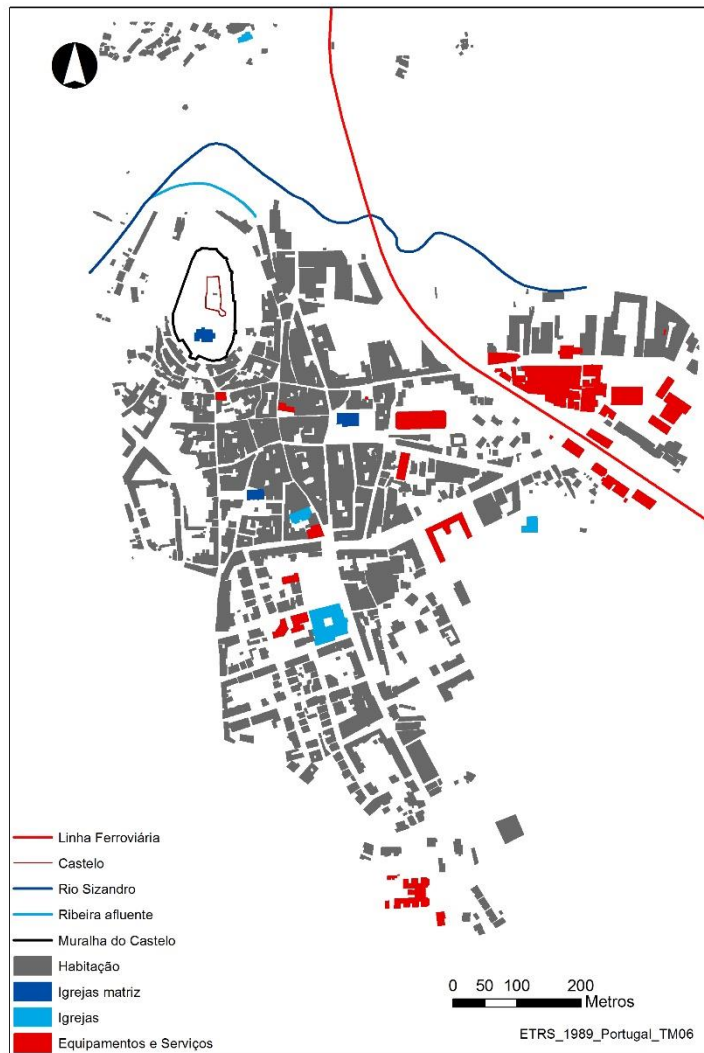 Linha Ferroviária
Castelo
Rio Sizandro
Ribeira afluente
Muralha do Castelo
Habitação
Igrejas matriz
Igrejas
Equipamentos e Serviços
0 50 100 200
Metros
ETRS_1989_Portugal_TM06